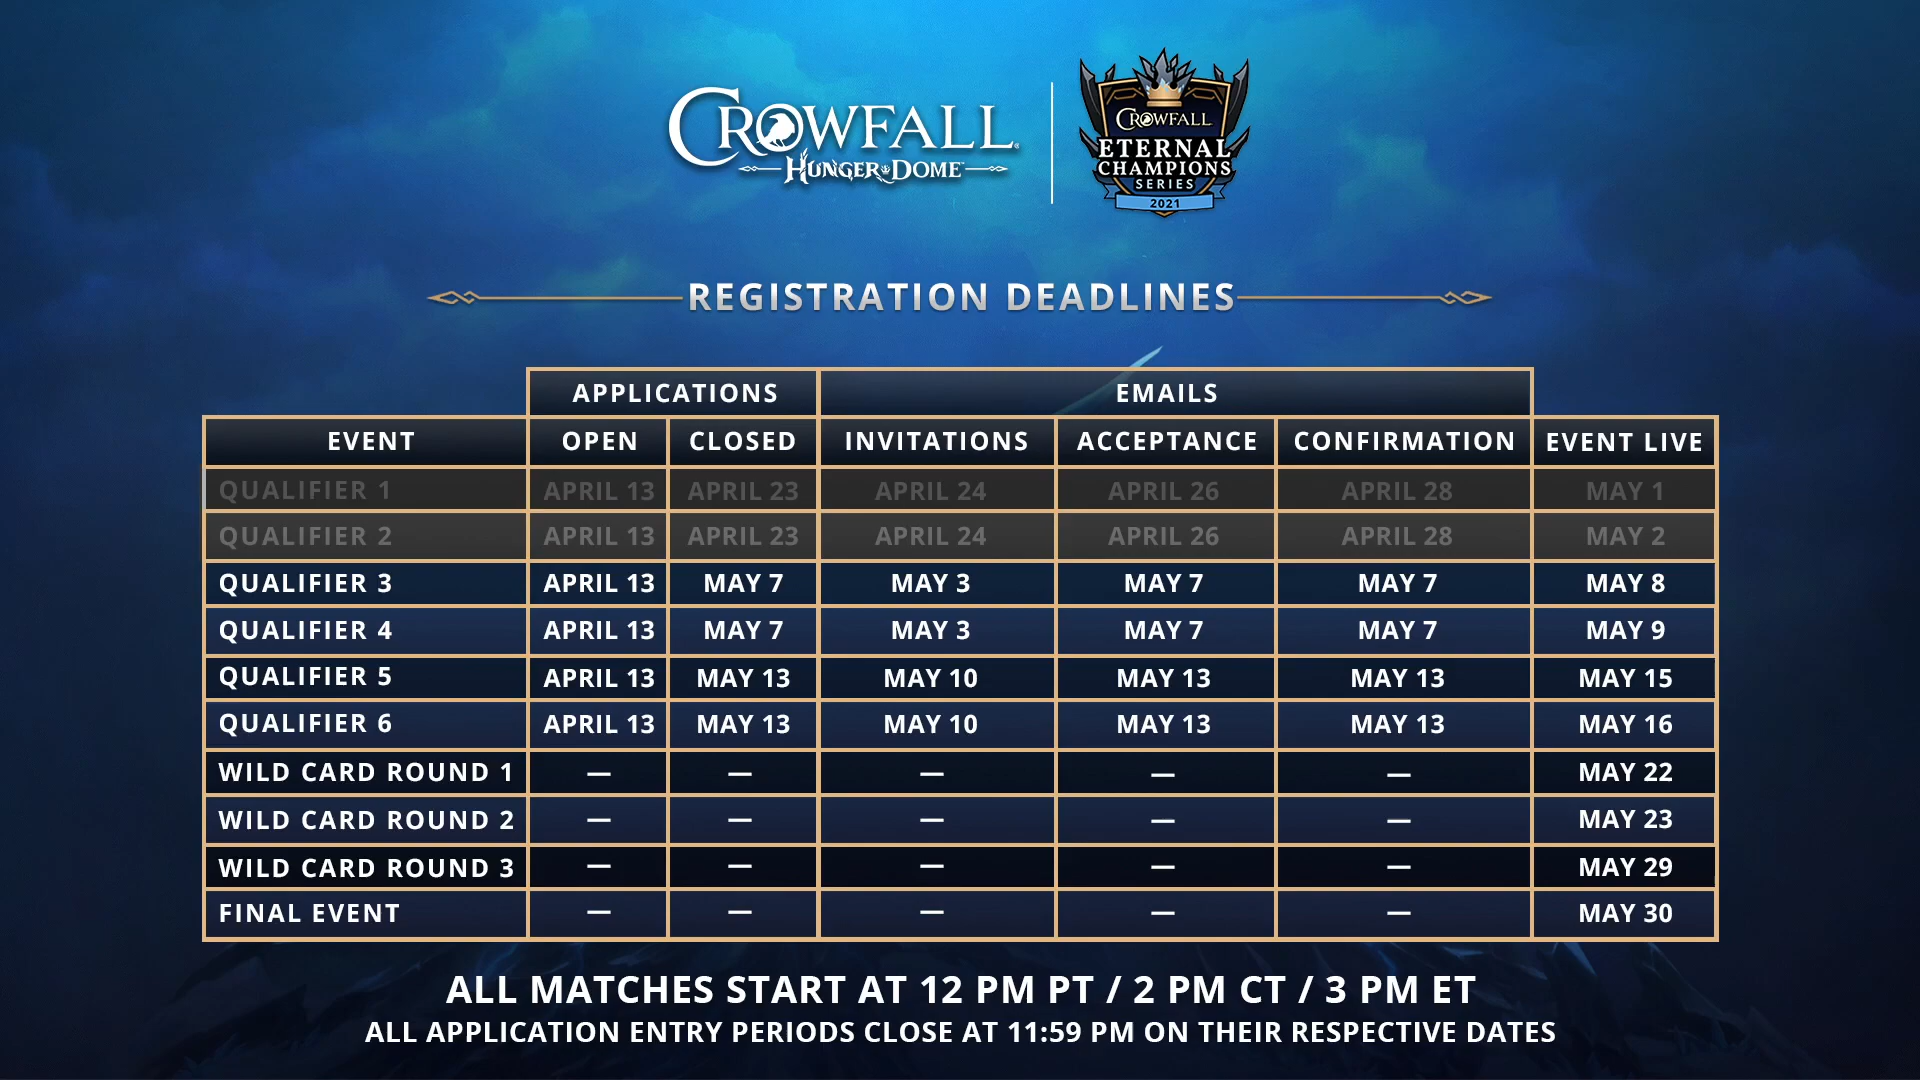 CROWFALL
HUNGER DOME
CROWFALL
ETERNAL
CHAMPIONS
SERIES
2021
REGISTRATION DEADLINES
APPLICATIONS EMAILS
EVENT OPEN CLOSED INVITATIONS ACCEPTANCE CONFIRMATION EVENT LIVE
QUALIFIER 1 APRIL 13 APRIL 23 APRIL 24 APRIL 26 APRIL 28 MAY 1
QUALIFIER 2 APRIL 13 APRIL 23 APRIL 24 APRIL 26 APRIL 28 MAY 2
QUALIFIER 3 APRIL 13 MAY 7 MAY 3 MAY 7 MAY 7 MAY 8
QUALIFIER 4 APRIL 13 MAY 7 MAY 3 MAY 7 MAY 7 MAY 9
QUALIFIER 5 APRIL 13 MAY 13 MAY 10 MAY 13 MAY 13 MAY 15
QUALIFIER 6 APRIL 13 MAY 13 MAY 10 MAY 13 MAY 13 MAY 16
WILD CARD ROUND 1 — — — — — MAY 22
WILD CARD ROUND 2 — — — — — MAY 23
WILD CARD ROUND 3 — — — — — MAY 29
FINAL EVENT — — — — — MAY 30
ALL MATCHES START AT 12 PM PT / 2 PM CT / 3 PM ET
ALL APPLICATION ENTRY PERIODS CLOSE AT 11:59 PM ON THEIR RESPECTIVE DATES